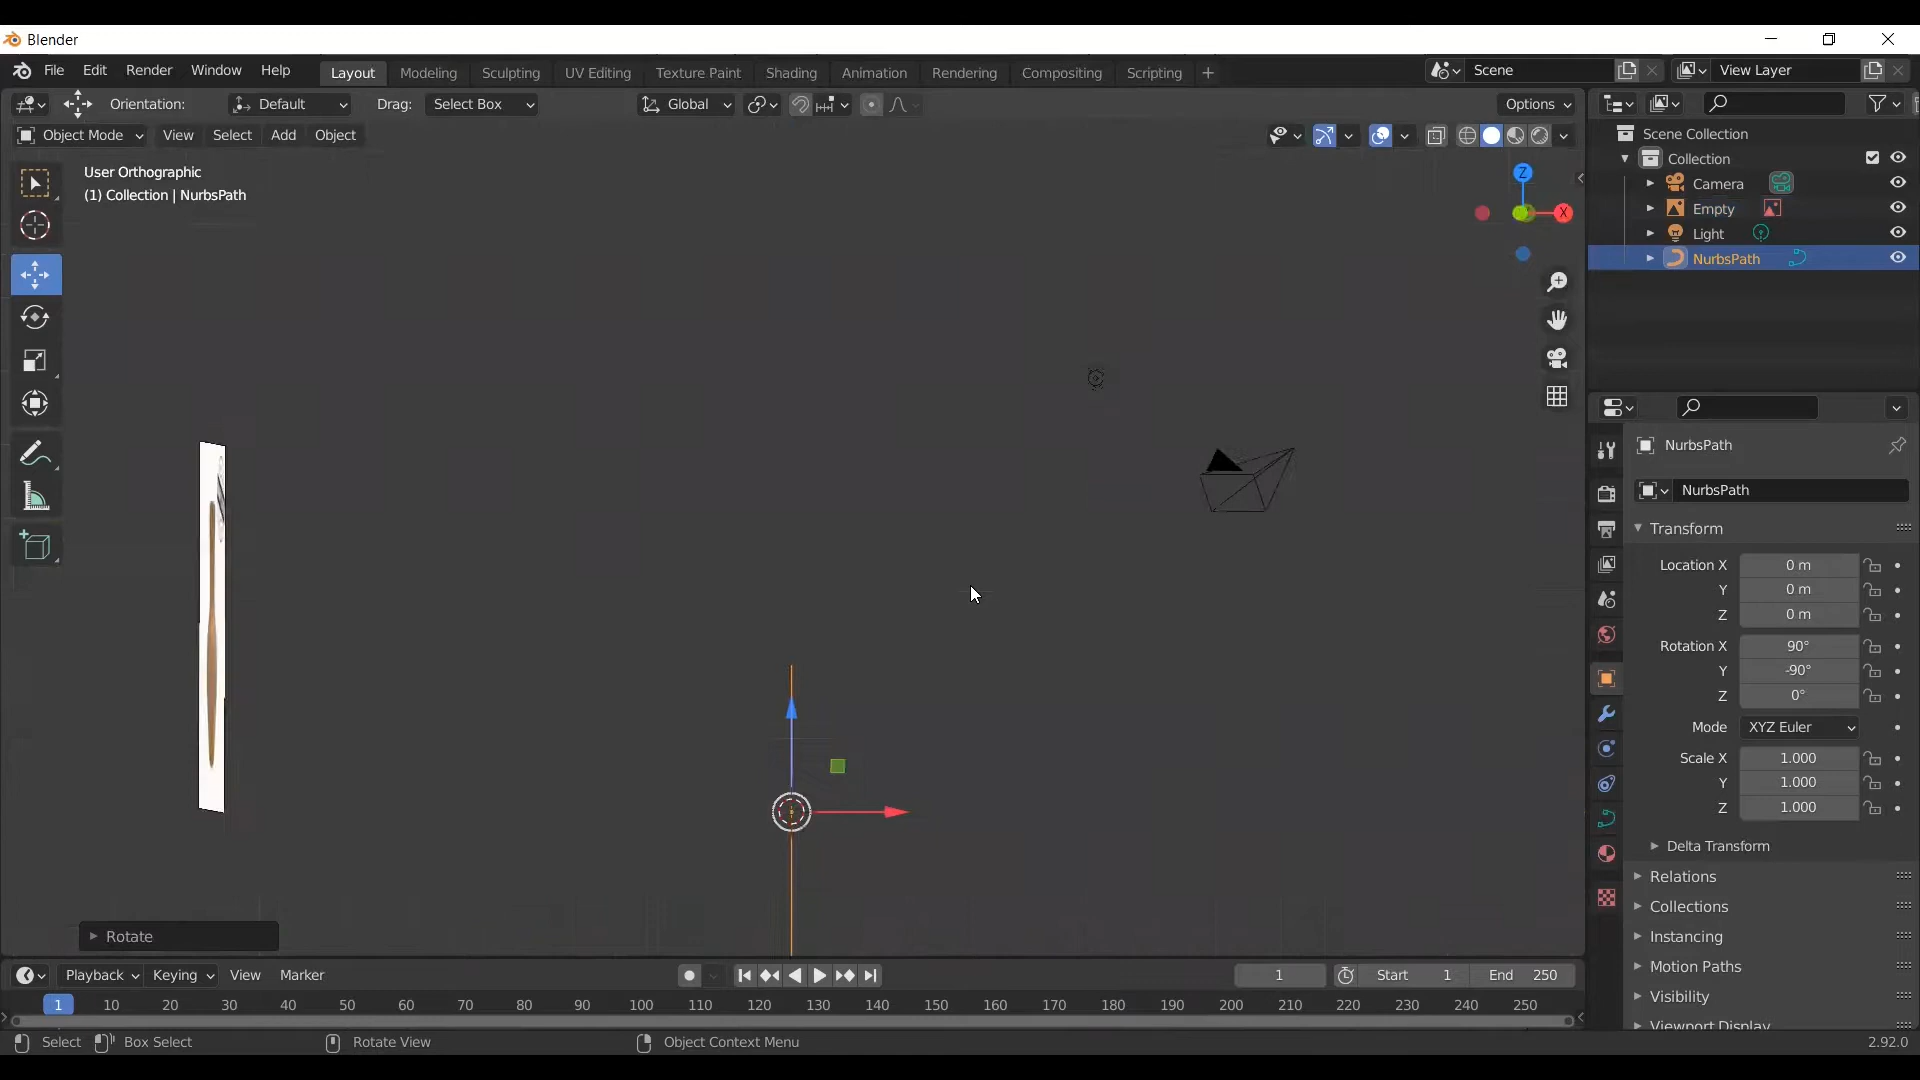 Blender
File Edit Render Window Help Layout Modeling Sculpting UV Editing Texture Paint Shading Animation Rendering Compositing Scripting + Scene View Layer
Orientation: Default Drag: Select Box Global Options
Object Mode View Select Add Object
User Orthographic
(1) Collection | NurbsPath
Z
X
Scene Collection
Collection
Camera
Empty
Light
NurbsPath
NurbsPath
NurbsPath
Transform
Location X 0 m
Y 0 m
Z 0 m
Rotation X 90°
Y -90°
Z 0°
Mode XYZ Euler
Scale X 1.000
Y 1.000
Z 1.000
Delta Transform
Relations
Collections
Instancing
Motion Paths
Visibility
Viewport Display
Rotate
Playback Keying View Marker 1 Start 1 End 250
1 10 20 30 40 50 60 70 80 90 100 110 120 130 140 150 160 170 180 190 200 210 220 230 240 250
Select Box Select Rotate View Object Context Menu 2.92.0